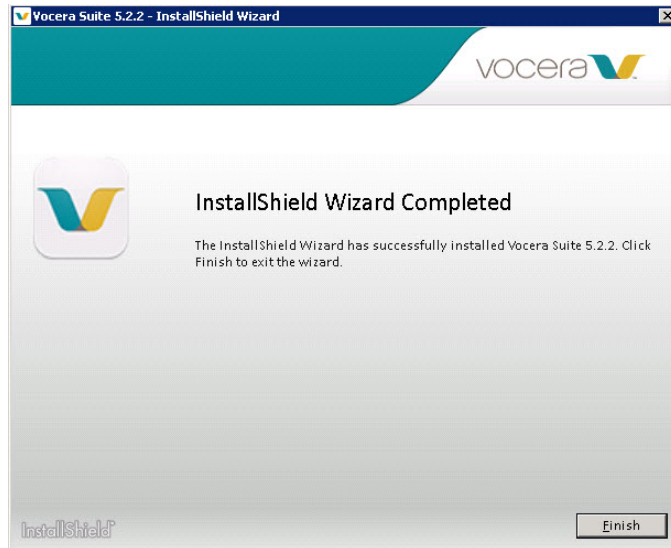 Vocera Suite 5.2.2 - InstallShield Wizard
vocera
InstallShield Wizard Completed
The InstallShield Wizard has successfully installed Vocera Suite 5.2.2. Click
Finish to exit the wizard.
InstallShield
Finish